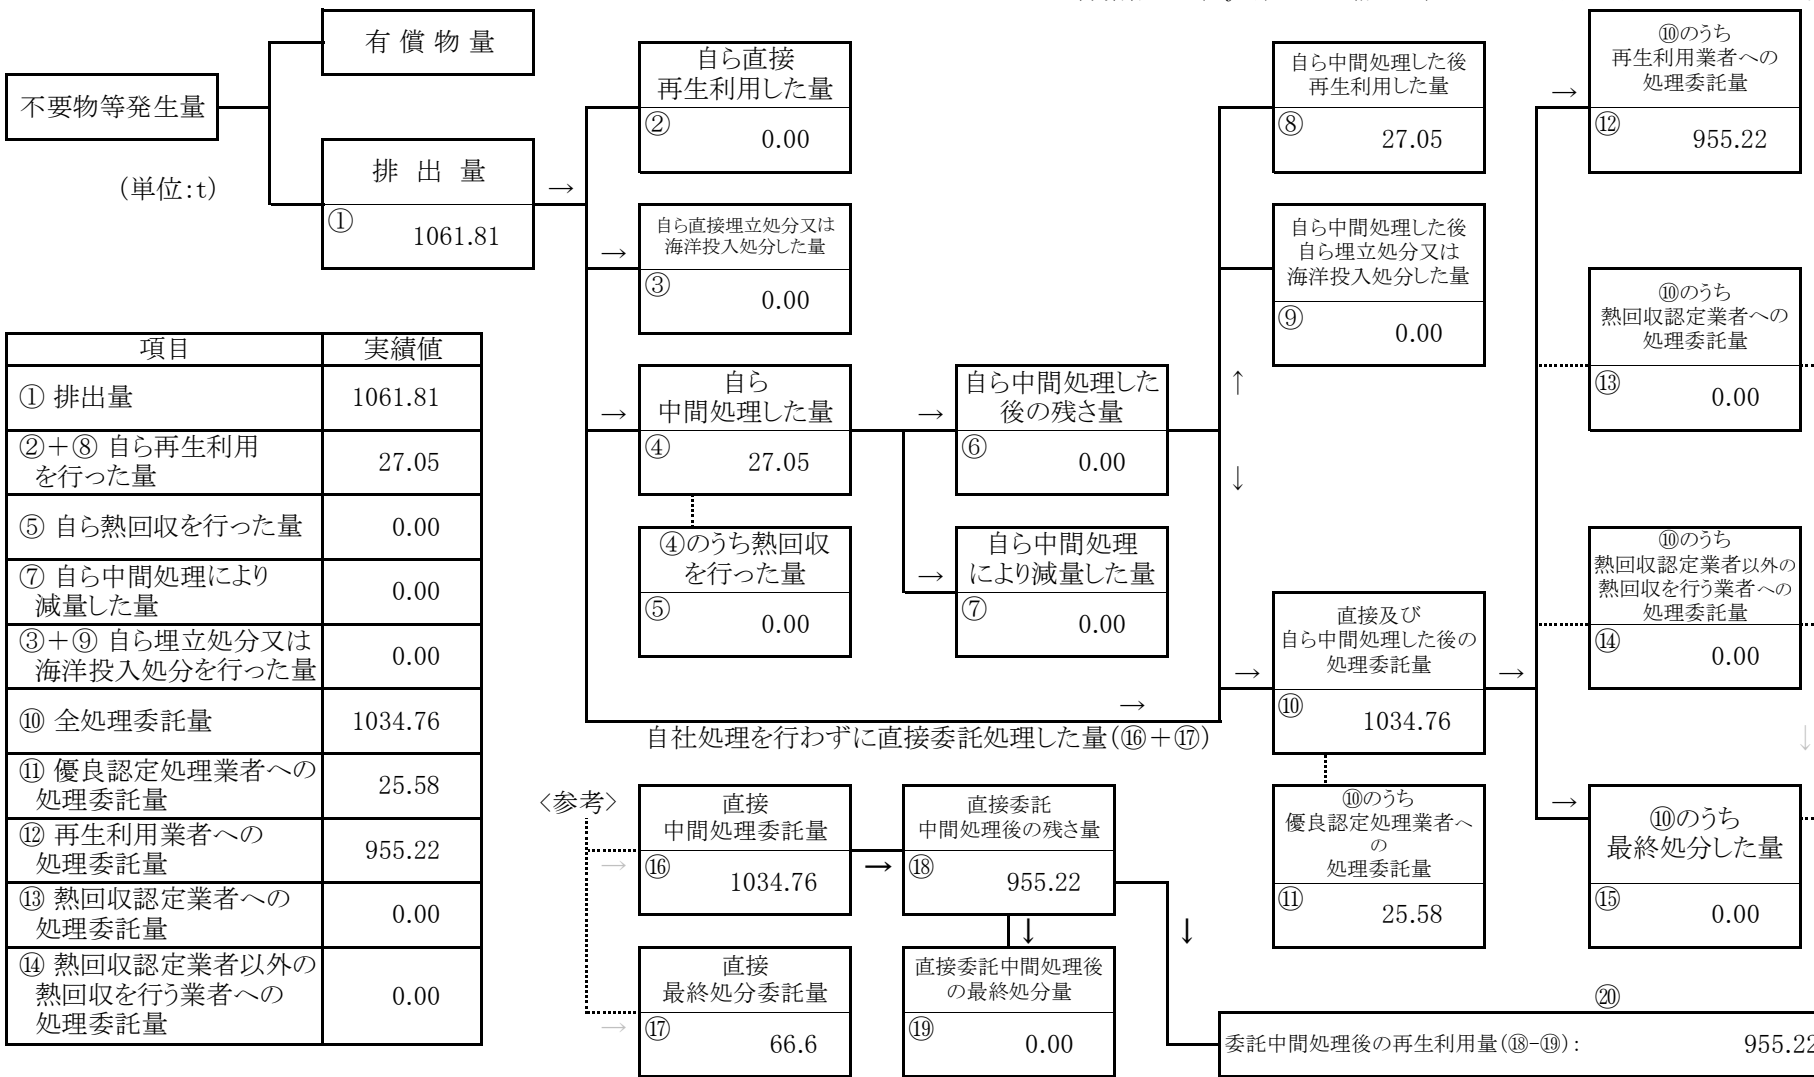 不要物等発生量
(単位:t)
有償物量
排出量
①
1061.81
→
自ら直接
再生利用した量
②
0.00
→
自ら直接埋立処分又は
海洋投入処分した量
③
0.00
→
自ら
中間処理した量
④
27.05
④のうち熱回収
を行った量
⑤
0.00
→
自ら中間処理した
後の残さ量
⑥
0.00
→
自ら中間処理
により減量した量
⑦
0.00
→
自社処理を行わずに直接委託処理した量(⑯+⑰)
↑
↓
自ら中間処理した後
再生利用した量
⑧
27.05
自ら中間処理した後
自ら埋立処分又は
海洋投入処分した量
⑨
0.00
→
直接及び
自ら中間処理した後の
処理委託量
⑩
1034.76
→
⑩のうち
優良認定処理業者へ
の
処理委託量
⑪
25.58
→
⑩のうち
再生利用業者への
処理委託量
⑫
955.22
⑩のうち
熱回収認定業者への
処理委託量
⑬
0.00
⑩のうち
熱回収認定業者以外の
熱回収を行う業者への
処理委託量
⑭
0.00
↓
→
⑩のうち
最終処分した量
⑮
0.00
項目 実績値
① 排出量 1061.81
②+⑧ 自ら再生利用
を行った量 27.05
⑤ 自ら熱回収を行った量 0.00
⑦ 自ら中間処理により
減量した量 0.00
③+⑨ 自ら埋立処分又は
海洋投入処分を行った量 0.00
⑩ 全処理委託量 1034.76
⑪ 優良認定処理業者への
処理委託量 25.58
⑫ 再生利用業者への
処理委託量 955.22
⑬ 熱回収認定業者への
処理委託量 0.00
⑭ 熱回収認定業者以外の
熱回収を行う業者への
処理委託量 0.00
〈参考〉
→
直接
中間処理委託量
⑯
1034.76
→
直接委託
中間処理後の残さ量
⑱
955.22
↓
↓
→
直接
最終処分委託量
⑰
66.6
直接委託中間処理後
の最終処分量
⑲
0.00
⑳
委託中間処理後の再生利用量(⑱-⑲): 955.22